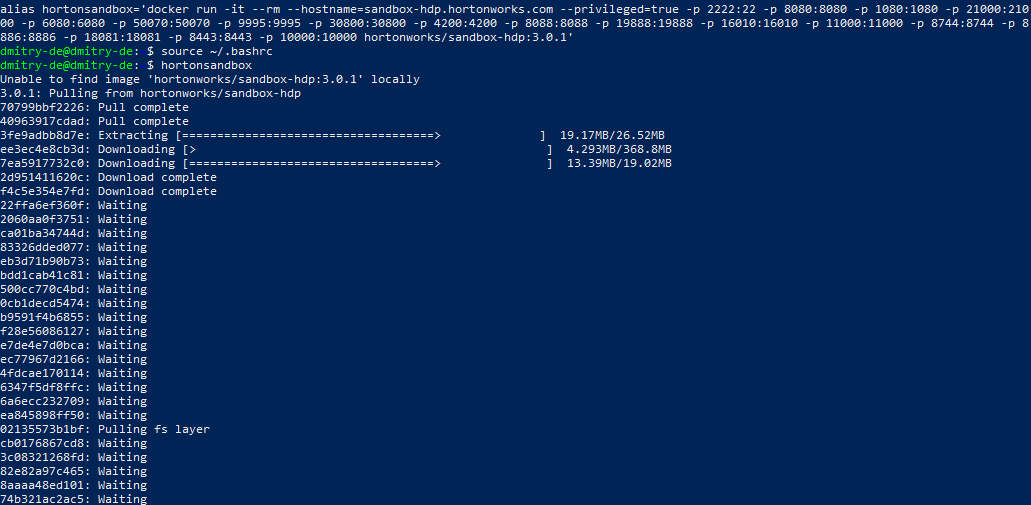 alias hortonsandbox='docker run -it --rm --hostname=sandbox-hdp.hortonworks.com --privileged=true -p 2222:22 -p 8080:8080 -p 1080:1080 -p 21000:210
00 -p 6080:6080 -p 50070:50070 -p 9995:9995 -p 30800:30800 -p 4200:4200 -p 8088:8088 -p 19888:19888 -p 16010:16010 -p 11000:11000 -p 8744:8744 -p 8
886:8886 -p 18081:18081 -p 8443:8443 -p 10000:10000 hortonworks/sandbox-hdp:3.0.1'
dmitry-de@dmitry-de: $ source ~/.bashrc
dmitry-de@dmitry-de: $ hortonsandbox
Unable to find image 'hortonworks/sandbox-hdp:3.0.1' locally
3.0.1: Pulling from hortonworks/sandbox-hdp
70799bbf2226: Pull complete
40963917cdad: Pull complete
3fe9adbb8d7e: Extracting [====================================>              ]  19.17MB/26.52MB
ee3ec4e8cb3d: Downloading [>                                                  ]  4.293MB/368.8MB
7ea5917732c0: Downloading [===================================>               ]  13.39MB/19.02MB
2d951411620c: Download complete
f4c5e354e7fd: Download complete
22ffa6ef360f: Waiting
2060aa0f3751: Waiting
ca01ba34744d: Waiting
83326dded077: Waiting
eb3d71b90b73: Waiting
bdd1cab41c81: Waiting
500cc770c4bd: Waiting
0cb1decd5474: Waiting
b9591f4b6855: Waiting
f28e56086127: Waiting
e7de4e7d0bca: Waiting
ec77967d2166: Waiting
4fdcae170114: Waiting
6347f5df8ffc: Waiting
6a6ecc232709: Waiting
ea845898ff50: Waiting
02135573b1bf: Pulling fs layer
cb0176867cd8: Waiting
3c08321268fd: Waiting
82e82a97c465: Waiting
8aaaa48ed101: Waiting
74b321ac2ac5: Waiting